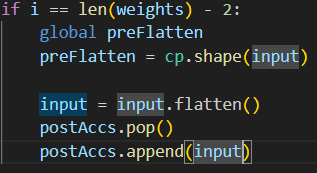 if i == len(weights) - 2:
global preFlatten
preFlatten = cp.shape(input)
input = input.flatten()
postAccs.pop()
postAccs.append(input)